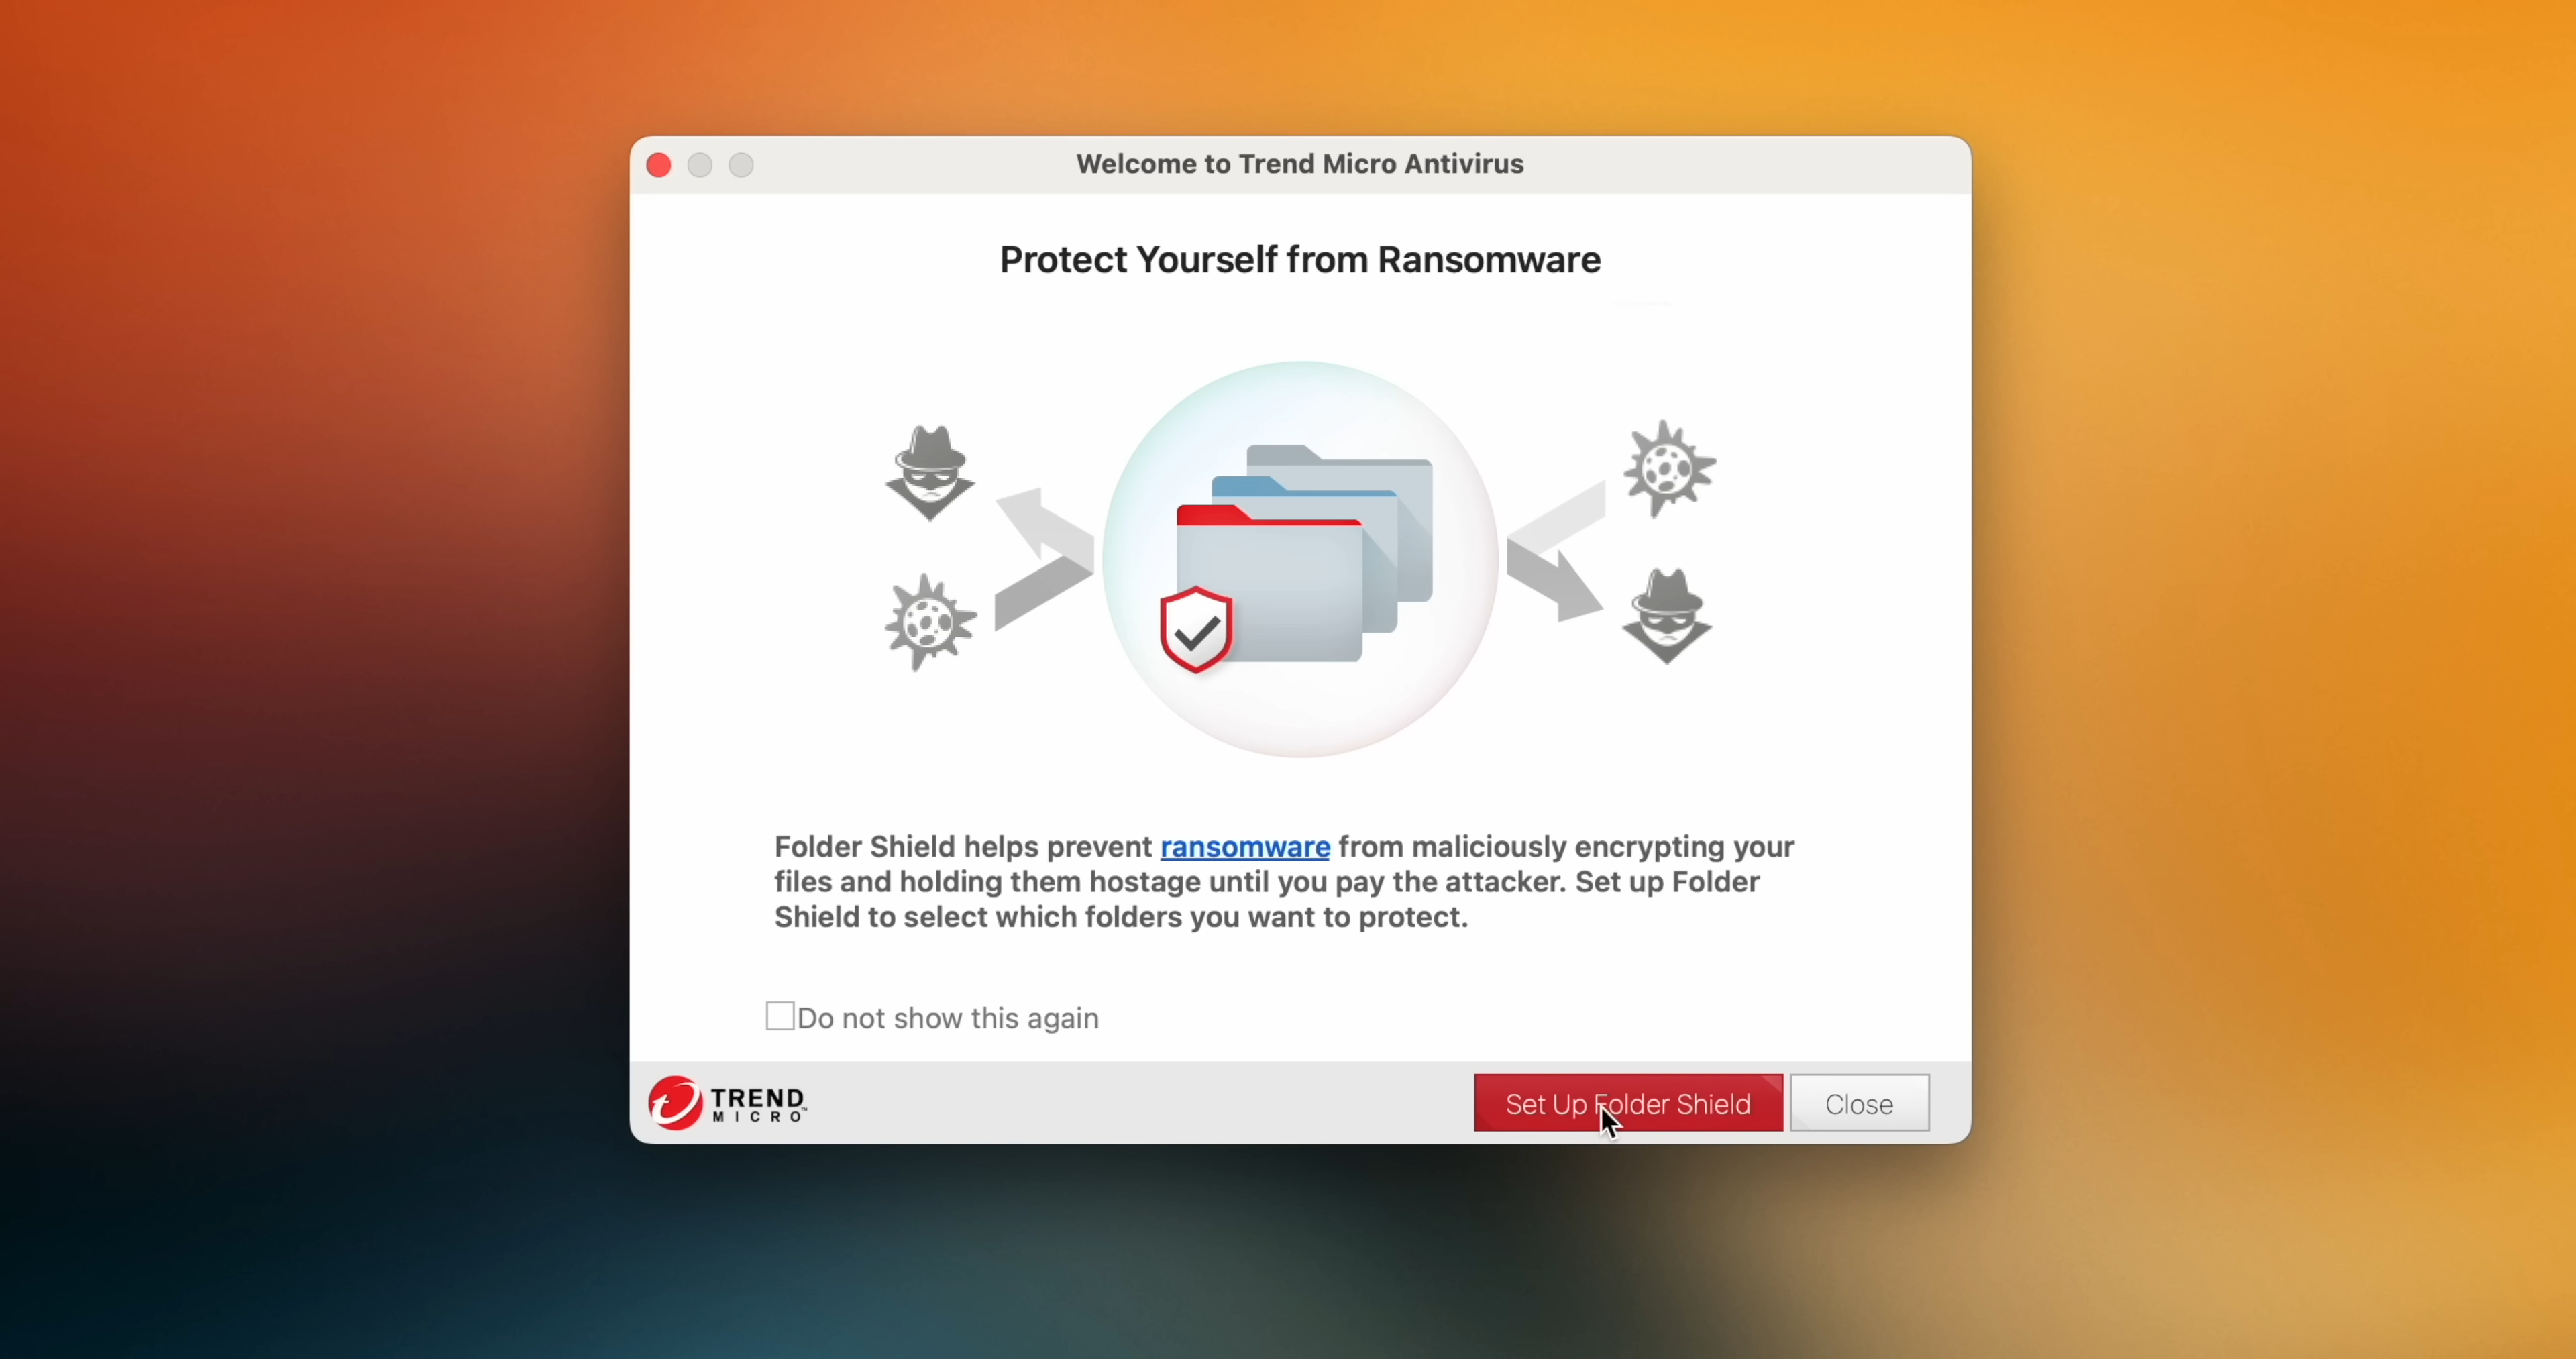 Welcome to Trend Micro Antivirus
Protect Yourself from Ransomware
Folder Shield helps prevent ransomware from maliciously encrypting your
files and holding them hostage until you pay the attacker. Set up Folder
Shield to select which folders you want to protect.
Do not show this again
TREND
MICRO™
Set Up Folder Shield
Close